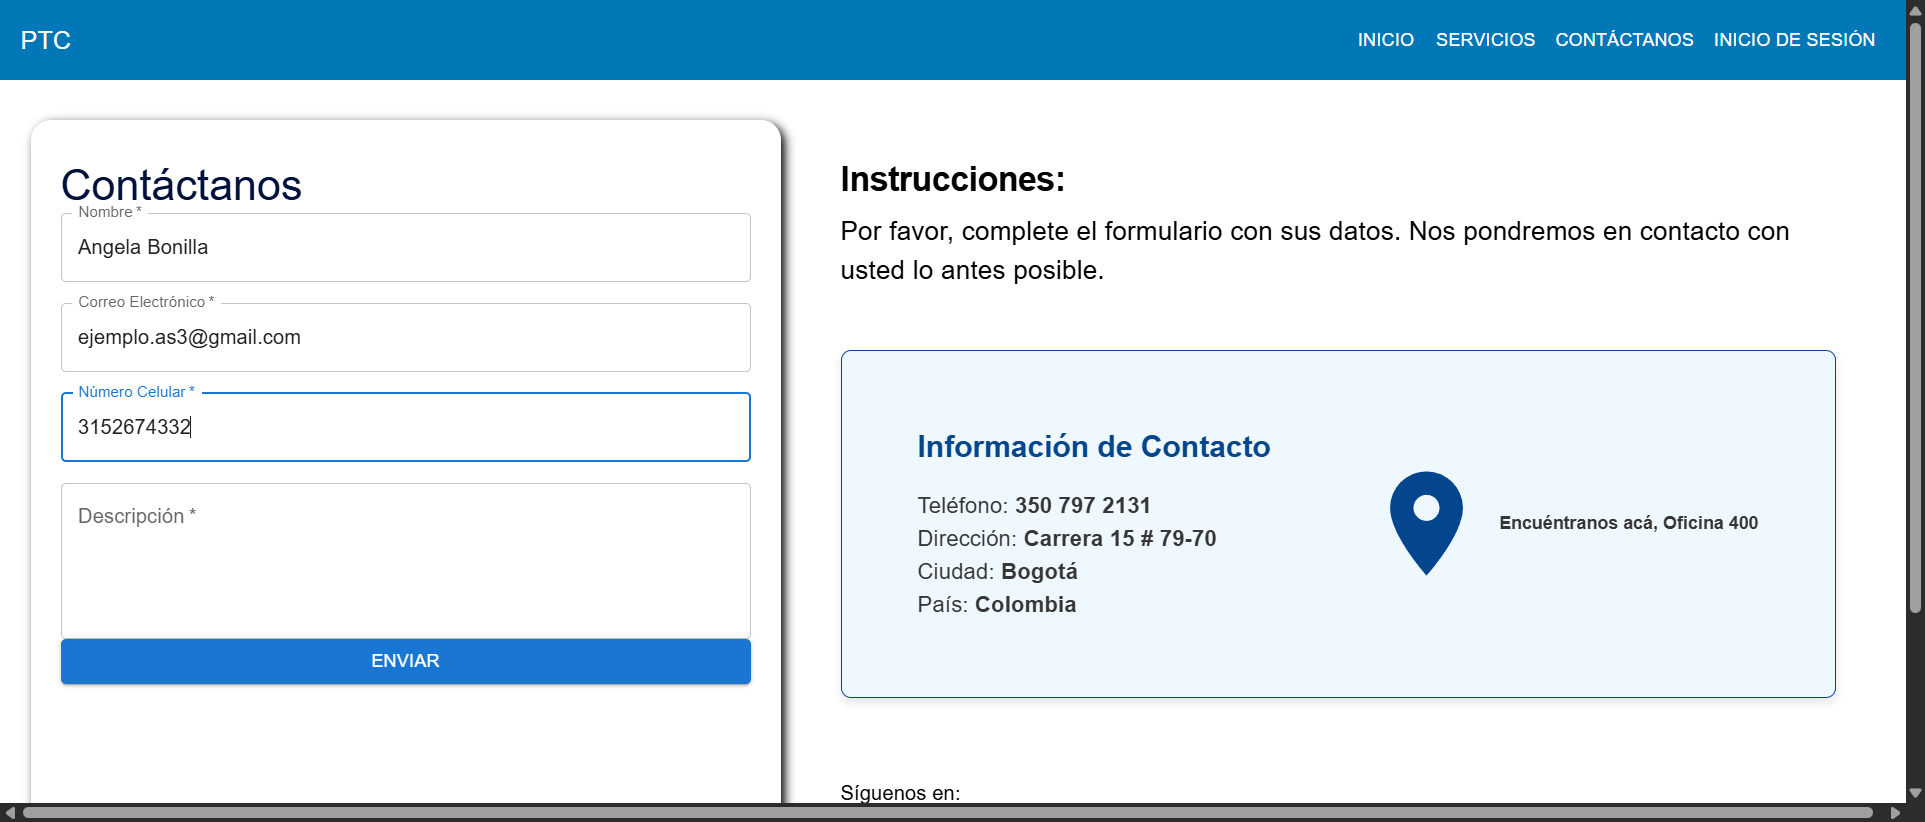 PTC
INICIO SERVICIOS CONTÁCTANOS INICIO DE SESIÓN
Contáctanos
Nombre *
Angela Bonilla
Correo Electrónico *
ejemplo.as3@gmail.com
Número Celular *
3152674332
Descripción *
ENVIAR
Instrucciones:
Por favor, complete el formulario con sus datos. Nos pondremos en contacto con
usted lo antes posible.
Información de Contacto
Teléfono: 350 797 2131
Dirección: Carrera 15 # 79-70
Ciudad: Bogotá
País: Colombia
Encuéntranos acá, Oficina 400
Síguenos en: